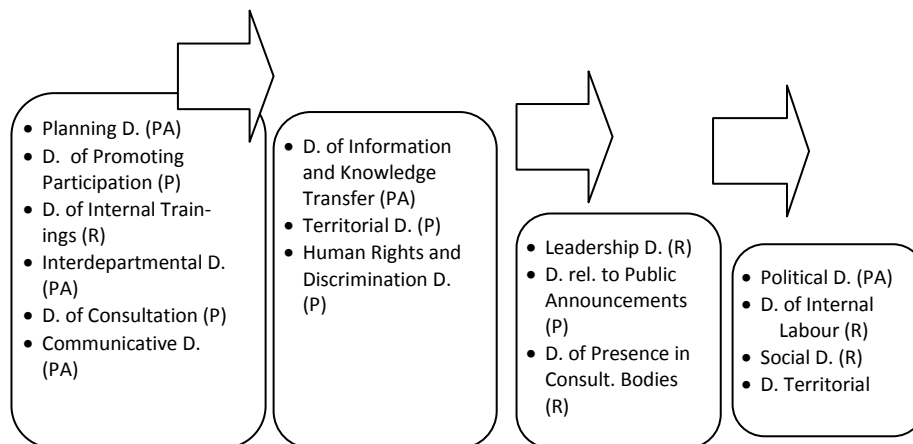 • Planning D. (PA)
• D. of Promoting
Participation (P)
• D. of Internal Train-
ings (R)
• Interdepartmental D.
(PA)
• D. of Consultation (P)
• Communicative D.
(PA)
• D. of Information
and Knowledge
Transfer (PA)
• Territorial D. (P)
• Human Rights and
Discrimination D.
(P)
• Leadership D. (R)
• D. rel. to Public
Announcements
(P)
• D. of Presence in
Consult. Bodies
(R)
• Political D. (PA)
• D. of Internal
Labour (R)
• Social D. (R)
• D. Territorial